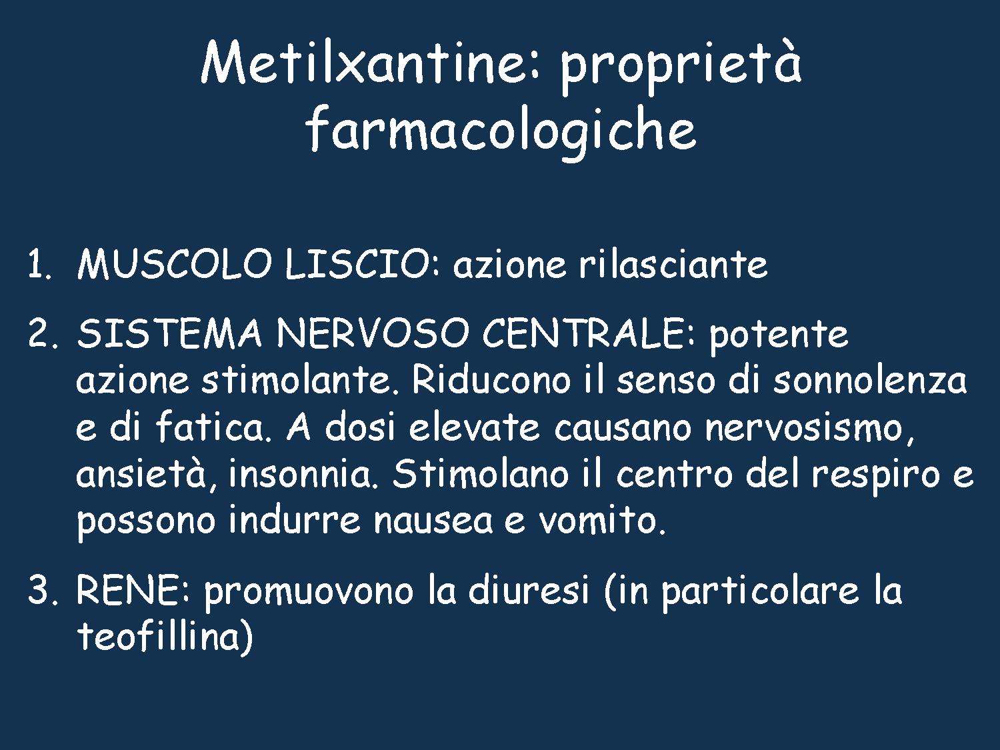 Metilxantine: proprietà
farmacologiche
1. MUSCOLO LISCIO: azione rilasciante
2. SISTEMA NERVOSO CENTRALE: potente
azione stimolante. Riducono il senso di sonnolenza
e di fatica. A dosi elevate causano nervosismo,
ansietà, insonnia. Stimolano il centro del respiro e
possono indurre nausea e vomito.
3. RENE: promuovono la diuresi (in particolare la
teofillina)